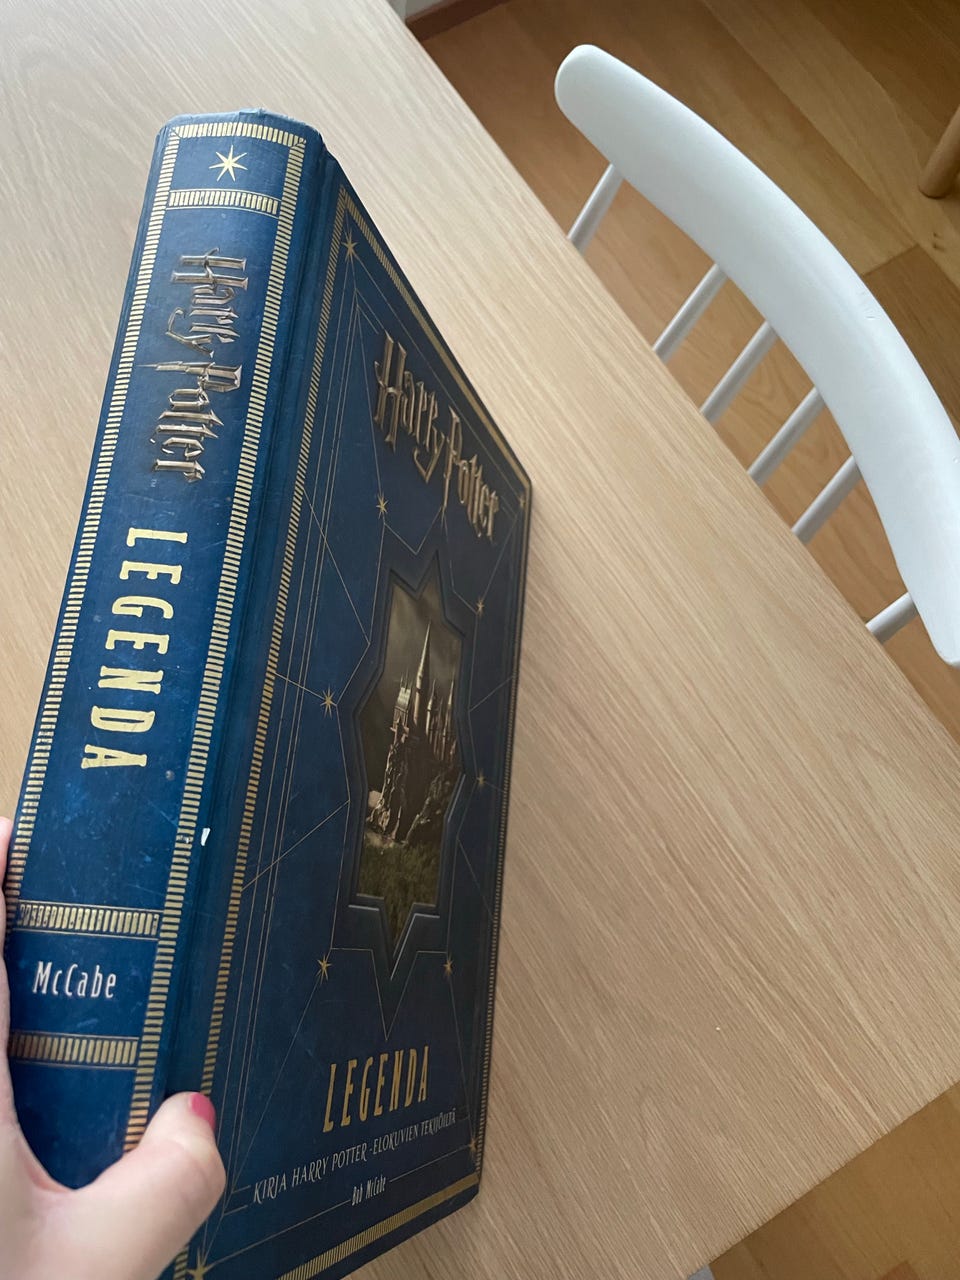 Harry Potter
LEGENDA
McCabe
Harry Potter
LEGENDA
KIRJA HARRY POTTER -ELOKUVIEN TEKIJÖILTÄ
Bob McCabe